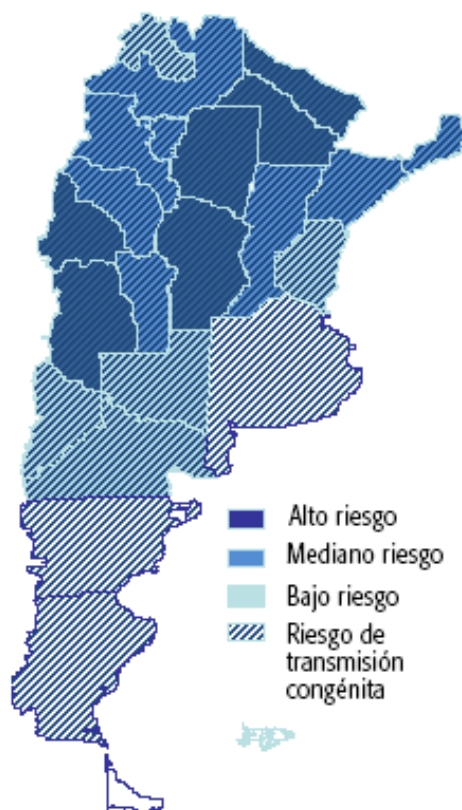 Alto riesgo
Mediano riesgo
Bajo riesgo
Riesgo de
transmisión
congénita